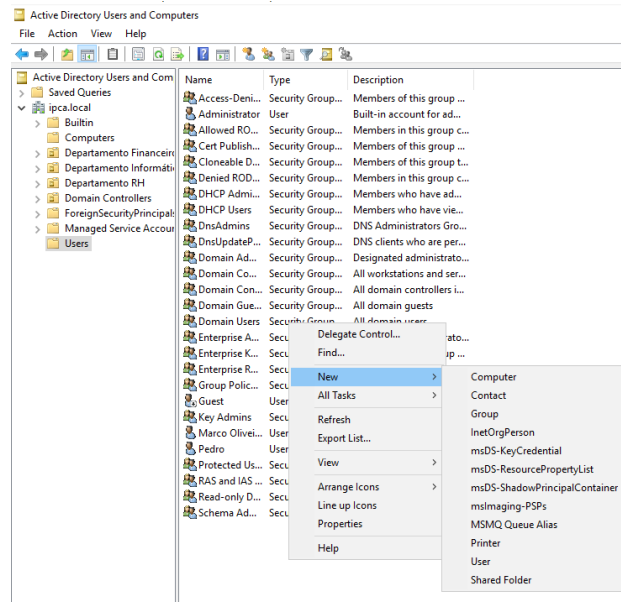 Active Directory Users and Computers
File Action View Help
Active Directory Users and Com
Saved Queries
ipca.local
Builtin
Computers
Departamento Financeiro
Departamento Informáti
Departamento RH
Domain Controllers
ForeignSecurityPrincipals
Managed Service Accour
Users
Name Type Description
Access-Deni... Security Group... Members of this group ...
Administrator User Built-in account for ad...
Allowed RO... Security Group... Members in this group c...
Cert Publish... Security Group... Members of this group ...
Cloneable D... Security Group... Members of this group t...
Denied ROD... Security Group... Members in this group c...
DHCP Admi... Security Group... Members who have ad...
DHCP Users Security Group... Members who have vie...
DnsAdmins Security Group... DNS Administrators Gro...
DnsUpdateP... Security Group... DNS clients who are per...
Domain Ad... Security Group... Designated administrato...
Domain Co... Security Group... All workstations and ser...
Domain Con... Security Group... All domain controllers i...
Domain Gue... Security Group... All domain guests
Domain Users Security Group... All domain users
Enterprise A... Secu rato...
Enterprise K... Secu up ...
Enterprise R... Secu
Group Polic... Secu
Guest User
Key Admins Secu
Marco Olivei... User
Pedro User
Protected Us... Secu
RAS and IAS ... Secu
Read-only D... Secu
Schema Ad... Secu
Delegate Control...
Find...
New
All Tasks
Refresh
Export List...
View
Arrange Icons
Line up Icons
Properties
Help
Computer
Contact
Group
InetOrgPerson
msDS-KeyCredential
msDS-ResourcePropertyList
msDS-ShadowPrincipalContainer
msImaging-PSPs
MSMQ Queue Alias
Printer
User
Shared Folder